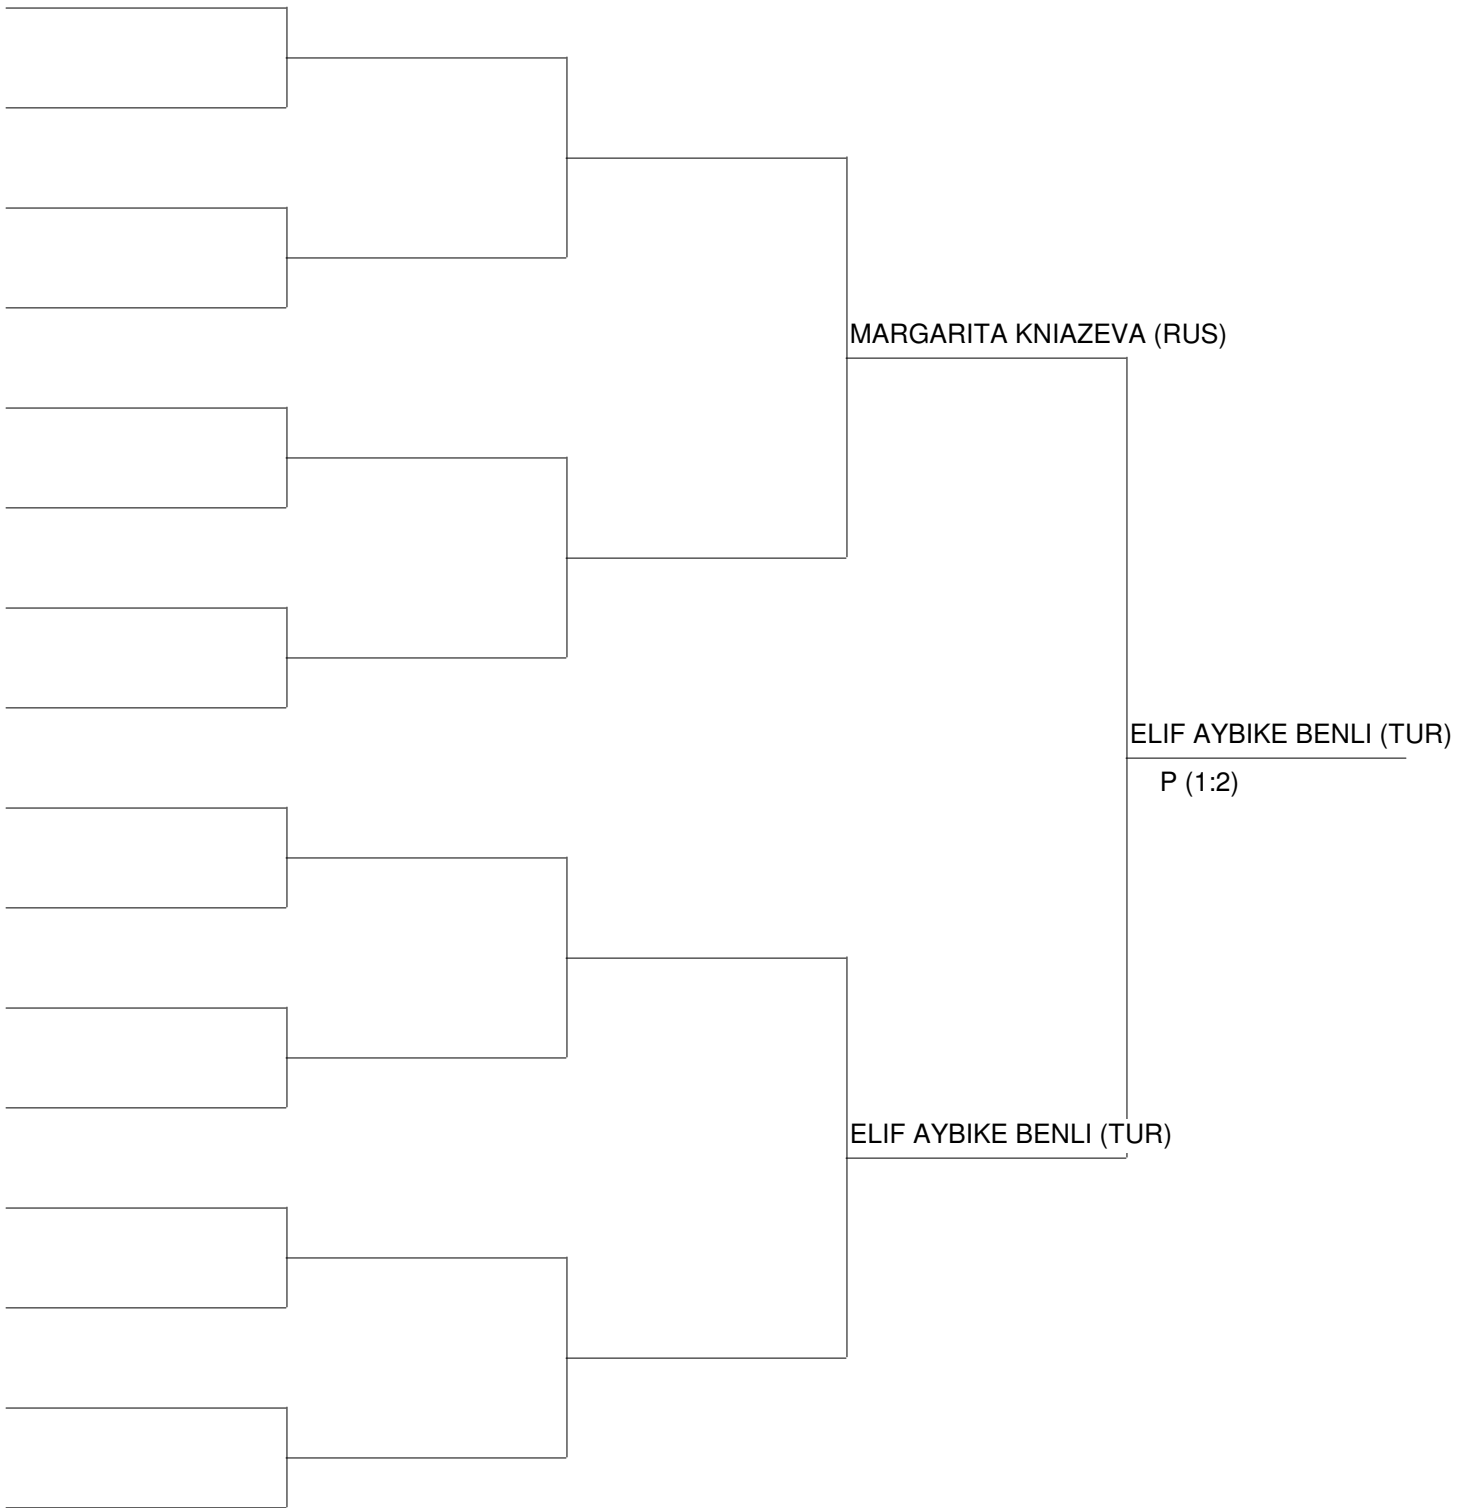 MARGARITA KNIAZEVA (RUS)
ELIF AYBIKE BENLI (TUR)
P (1:2)
ELIF AYBIKE BENLI (TUR)